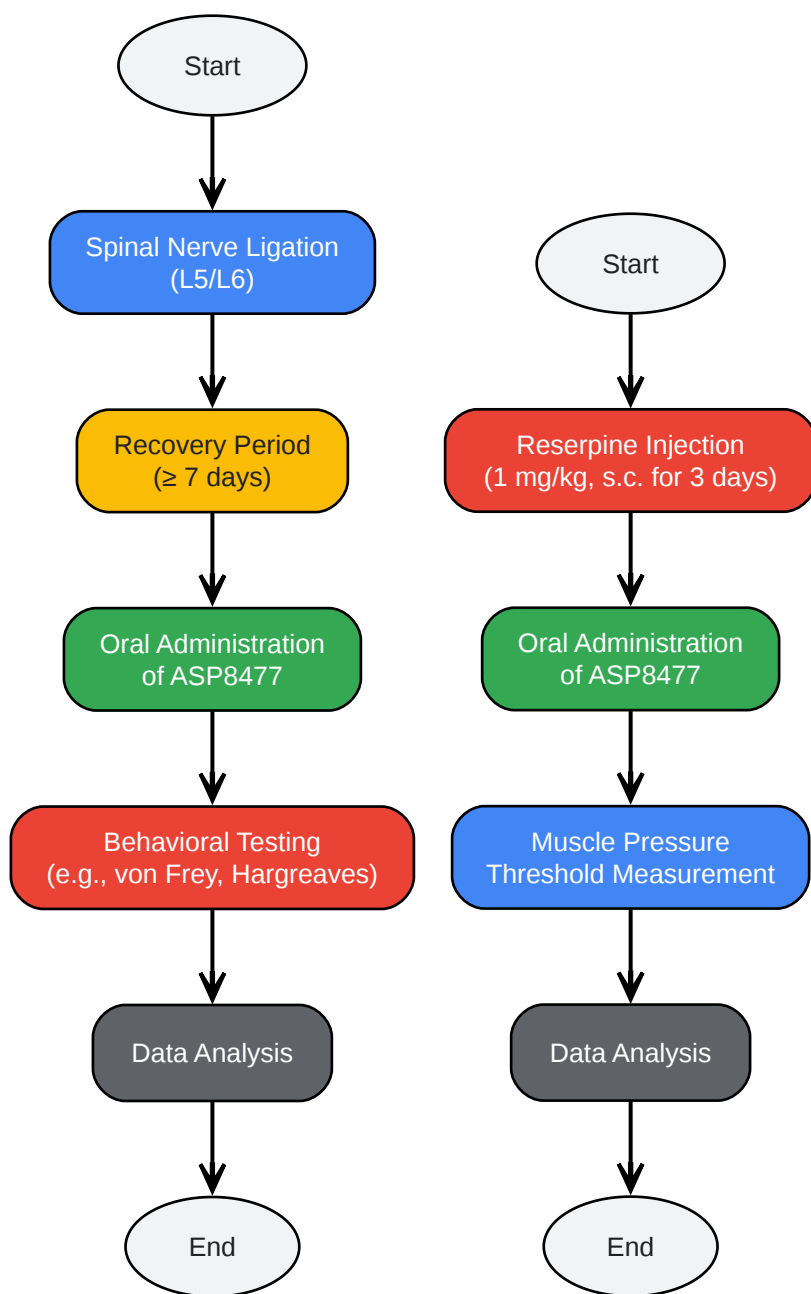 Start
Spinal Nerve Ligation
(L5/L6)
Recovery Period
(≥ 7 days)
Oral Administration
of ASP8477
Behavioral Testing
(e.g., von Frey, Hargreaves)
Data Analysis
End
Start
Reserpine Injection
(1 mg/kg, s.c. for 3 days)
Oral Administration
of ASP8477
Muscle Pressure
Threshold Measurement
Data Analysis
End